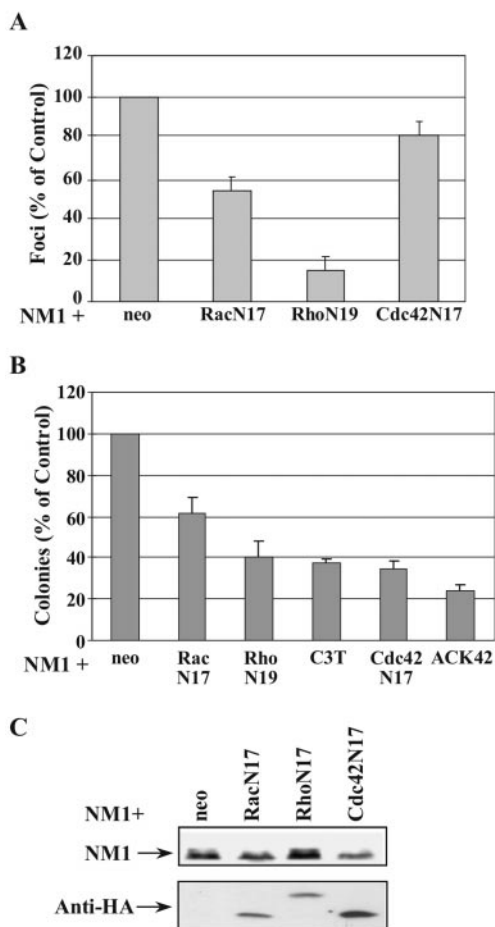 A
Foci (% of Control)
120
100
80
60
40
20
0
NM1 + neo RacN17 RhoN19 Cdc42N17
B
Colonies (% of Control)
120
100
80
60
40
20
0
NM1 + neo Rac Rho C3T Cdc42 ACK42
N17 N19 N17
C
NM1+ neo RacN17 RhoN17 Cdc42N17
NM1
Anti-HA